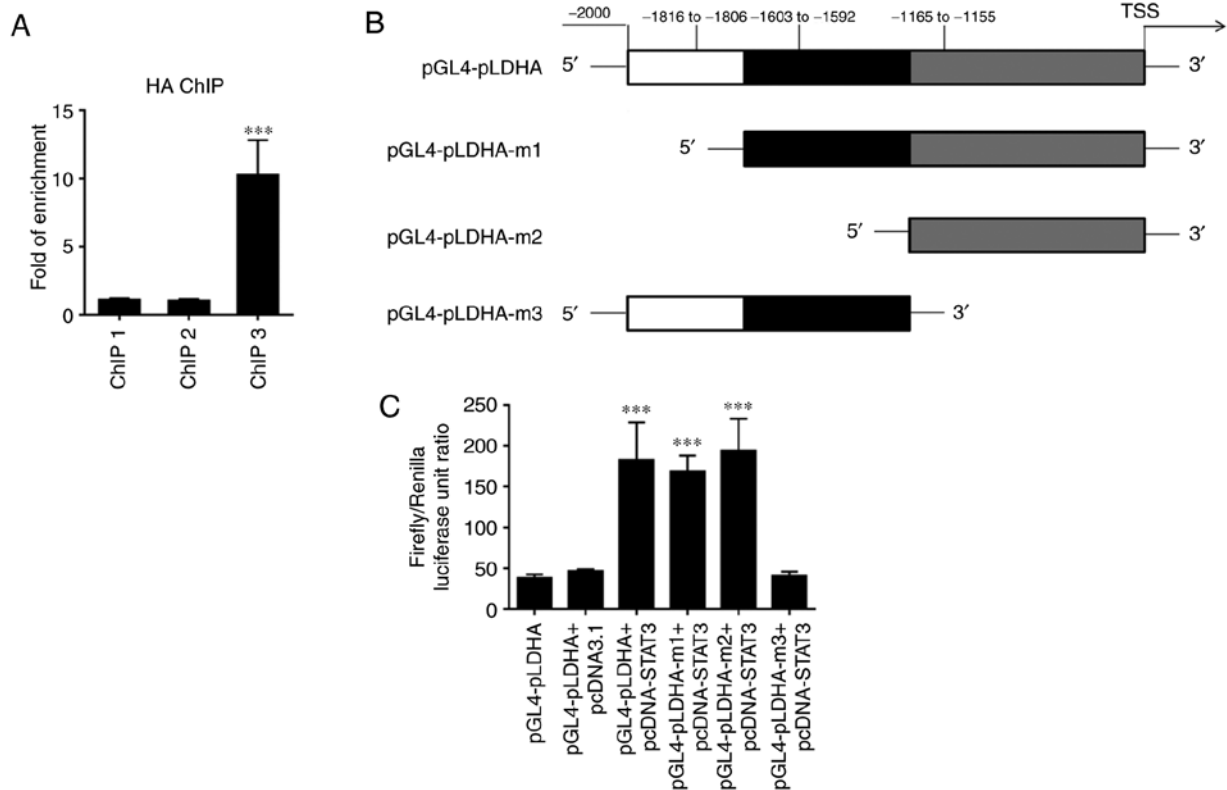 A
HA ChIP
Fold of enrichment
15
10
5
0
***
ChIP 1
ChIP 2
ChIP 3
B
−2000
−1816 to −1806
−1603 to −1592
−1165 to −1155
TSS
pGL4-pLDHA
5′
3′
pGL4-pLDHA-m1
5′
3′
pGL4-pLDHA-m2
5′
3′
pGL4-pLDHA-m3
5′
3′
C
Firefly/Renilla
luciferase unit ratio
250
200
150
100
50
0
***
***
***
pGL4-pLDHA
pGL4-pLDHA+
pcDNA3.1
pGL4-pLDHA+
pcDNA-STAT3
pGL4-pLDHA-m1+
pcDNA-STAT3
pGL4-pLDHA-m2+
pcDNA-STAT3
pGL4-pLDHA-m3+
pcDNA-STAT3